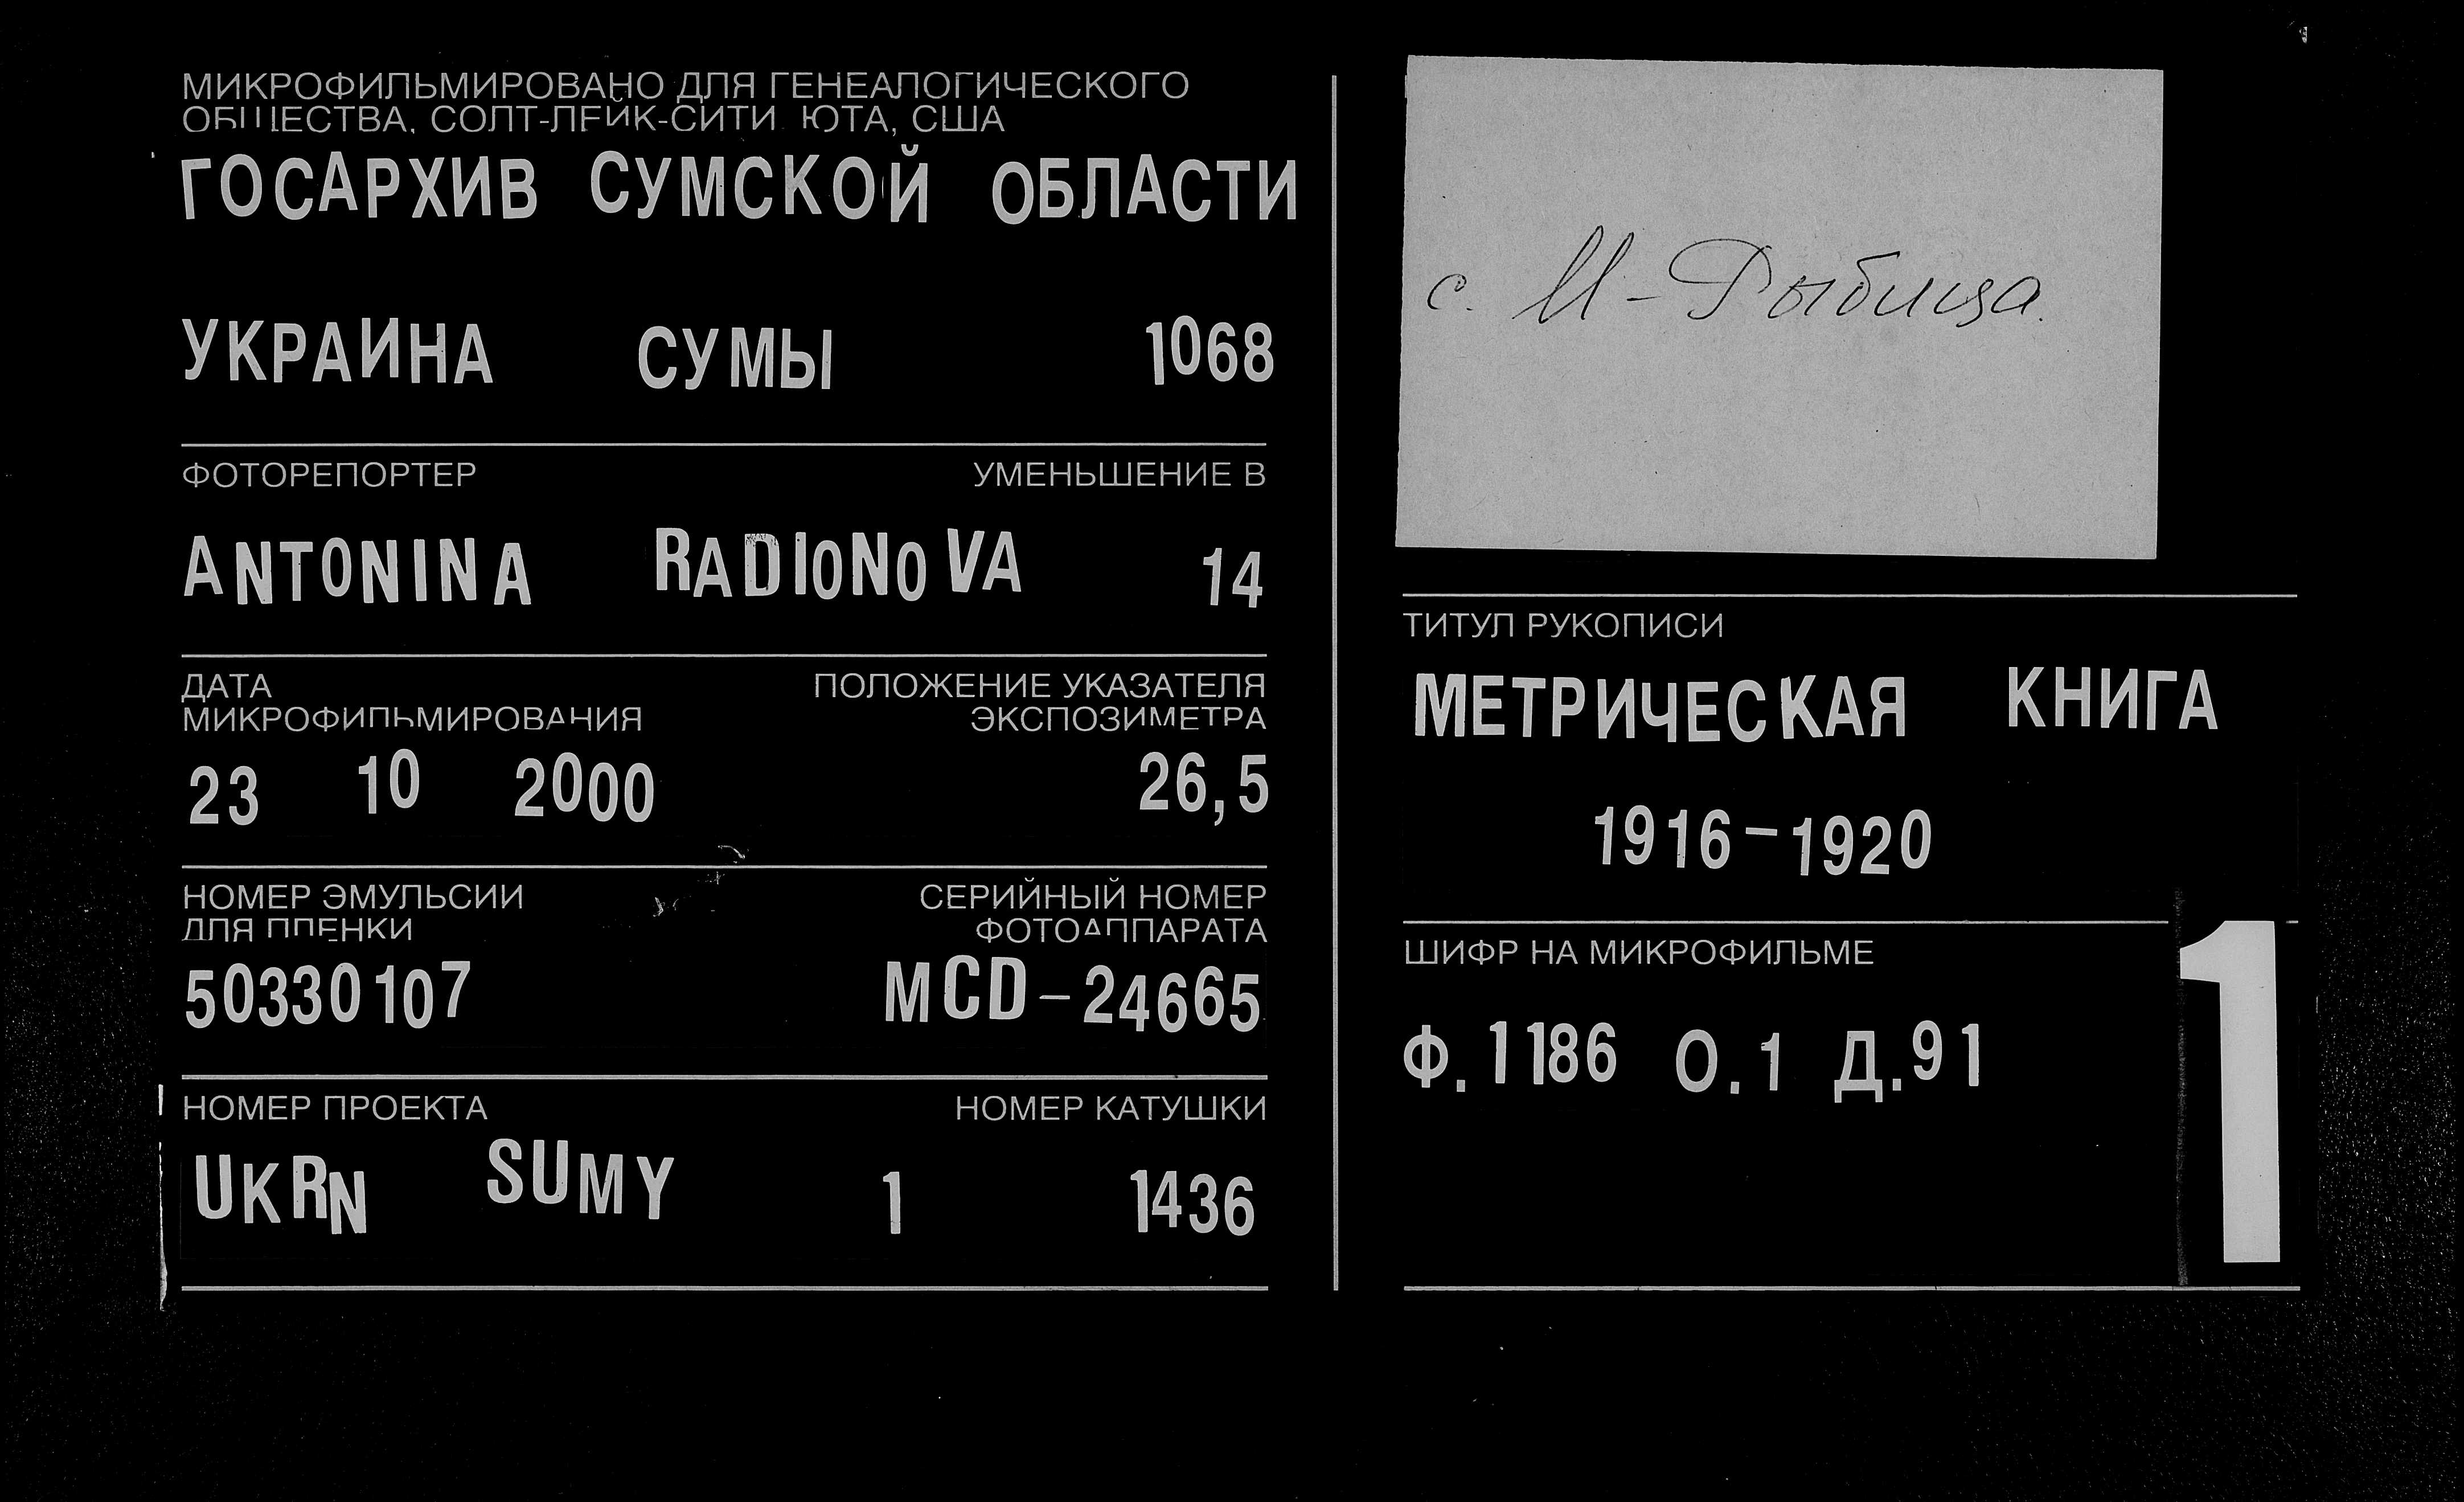 МИКРОФИЛЬМИРОВАНО ДЛЯ ГЕНЕАЛОГИЧЕСКОГО
ОБЩЕСТВА, СОЛТ-ЛЕЙК-СИТИ, ЮТА, США
ГОСАРХИВ СУМСКОЙ ОБЛАСТИ
УКРАИНА СУМЫ 1068
ФОТОРЕПОРТЕР УМЕНЬШЕНИЕ В
ANTONINA RADIONOVA 14
ДАТА
МИКРОФИЛЬМИРОВАНИЯ
ПОЛОЖЕНИЕ УКАЗАТЕЛЯ
ЭКСПОЗИМЕТРА
23 10 2000 26,5
НОМЕР ЭМУЛЬСИИ
ДЛЯ ПЛЕНКИ
СЕРИЙНЫЙ НОМЕР
ФОТОАППАРАТА
50330107 MCD-24665
НОМЕР ПРОЕКТА НОМЕР КАТУШКИ
UKRN SUMY 1 1436
с. М-Рыбица.
ТИТУЛ РУКОПИСИ
МЕТРИЧЕСКАЯ КНИГА
1916-1920
ШИФР НА МИКРОФИЛЬМЕ
Ф.1186 О.1 Д.91
1